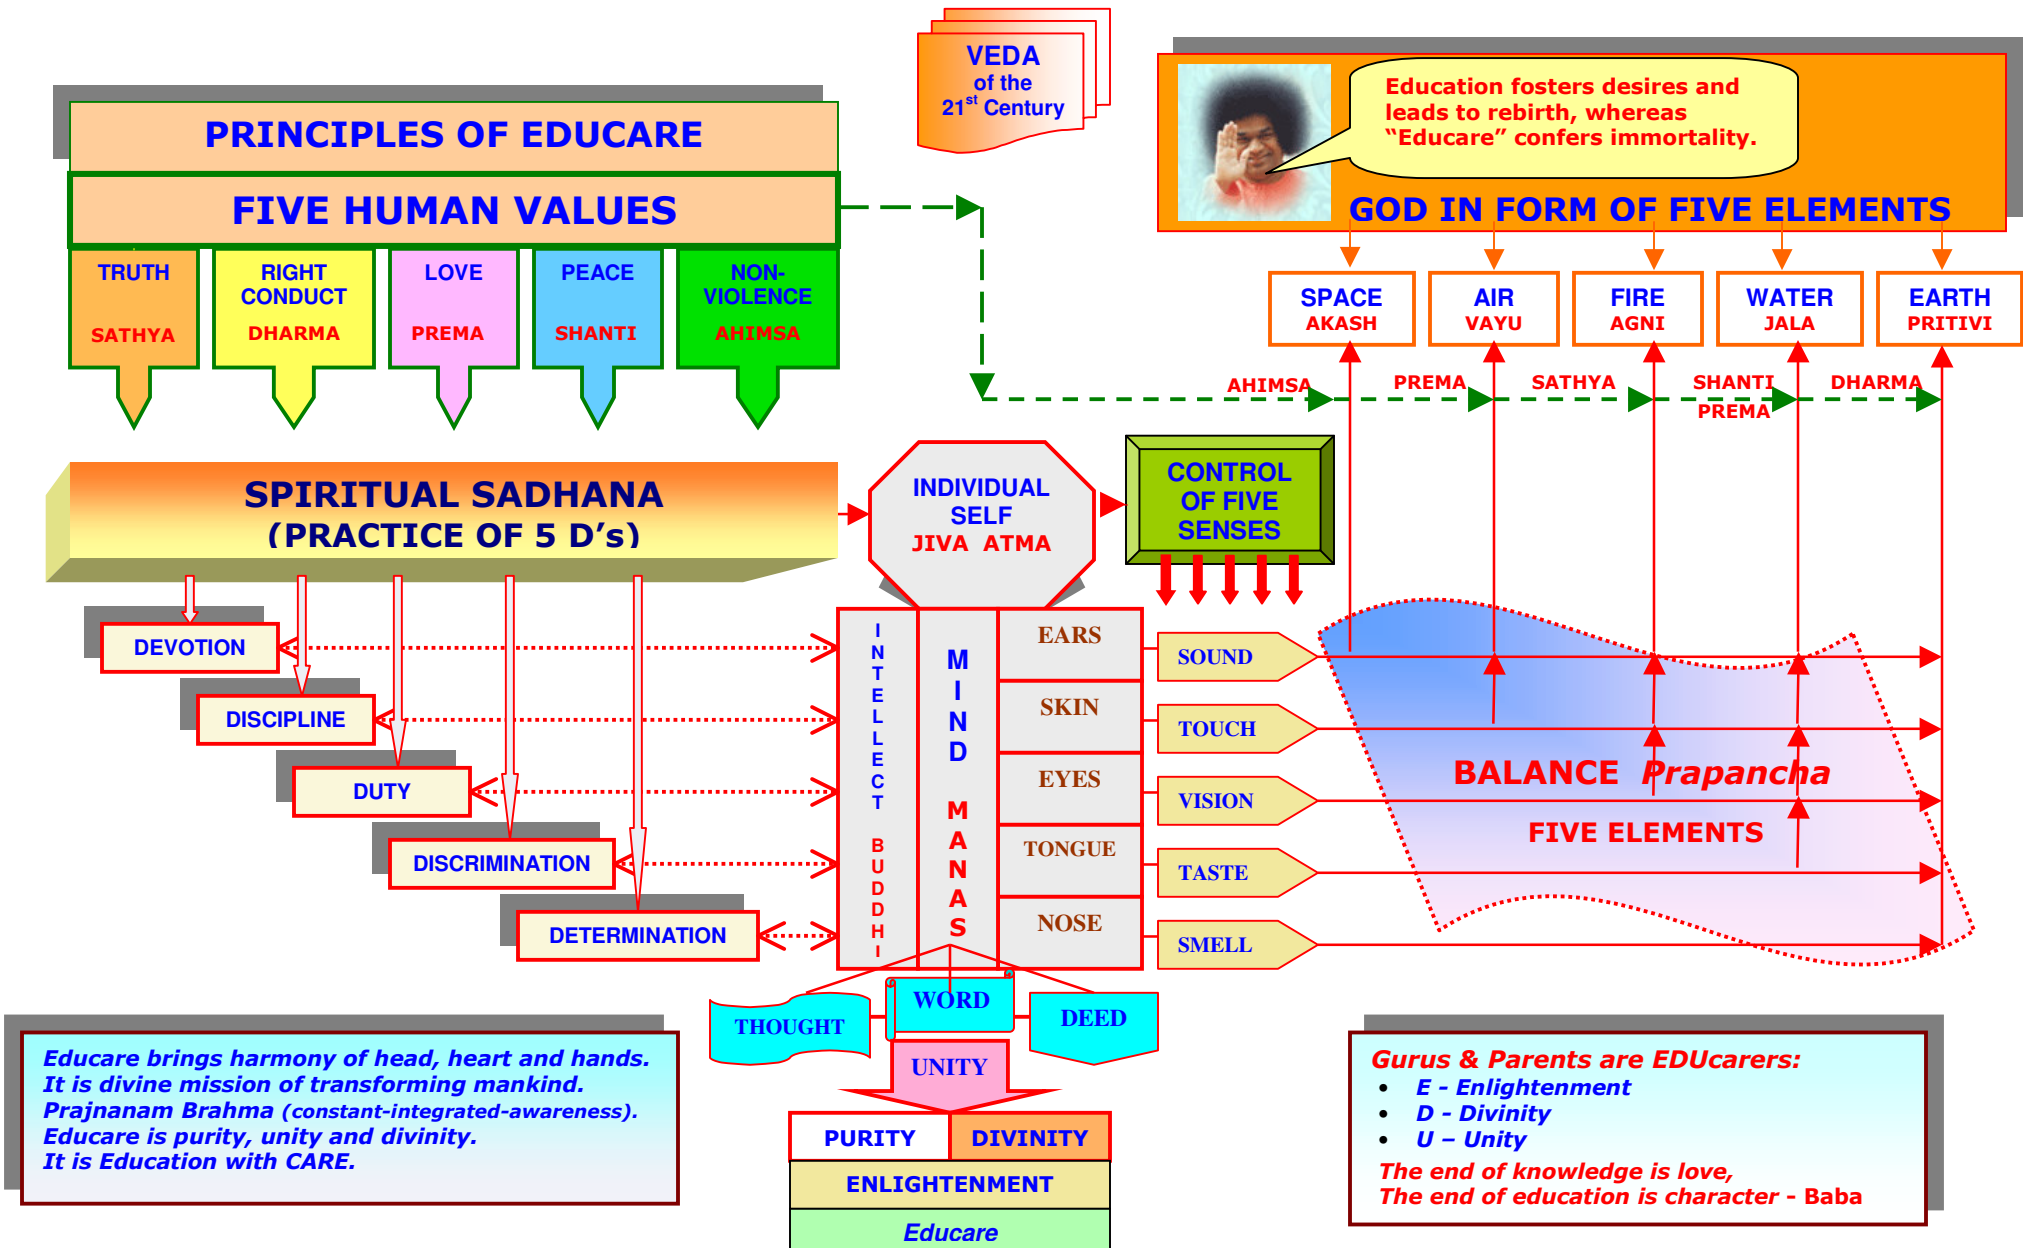 VEDA
of the
21st Century
PRINCIPLES OF EDUCARE
FIVE HUMAN VALUES
TRUTH
SATHYA
RIGHT
CONDUCT
DHARMA
LOVE
PREMA
PEACE
SHANTI
NON-
VIOLENCE
AHIMSA
Education fosters desires and
leads to rebirth, whereas
“Educare” confers immortality.
GOD IN FORM OF FIVE ELEMENTS
SPACE
AKASH
AIR
VAYU
FIRE
AGNI
WATER
JALA
EARTH
PRITIVI
AHIMSA
PREMA
SATHYA
SHANTI
PREMA
DHARMA
SPIRITUAL SADHANA
(PRACTICE OF 5 D’s)
INDIVIDUAL
SELF
JIVA ATMA
CONTROL
OF FIVE
SENSES
DEVOTION
DISCIPLINE
DUTY
DISCRIMINATION
DETERMINATION
INTELLECT BUDDHI
MIND MANAS
EARS
SKIN
EYES
TONGUE
NOSE
SOUND
TOUCH
VISION
TASTE
SMELL
BALANCE Prapancha
FIVE ELEMENTS
THOUGHT
WORD
DEED
UNITY
PURITY
DIVINITY
ENLIGHTENMENT
Educare
Educare brings harmony of head, heart and hands.
It is divine mission of transforming mankind.
Prajnanam Brahma (constant-integrated-awareness).
Educare is purity, unity and divinity.
It is Education with CARE.
Gurus & Parents are EDUcarers:
• E - Enlightenment
• D - Divinity
• U – Unity
The end of knowledge is love,
The end of education is character - Baba